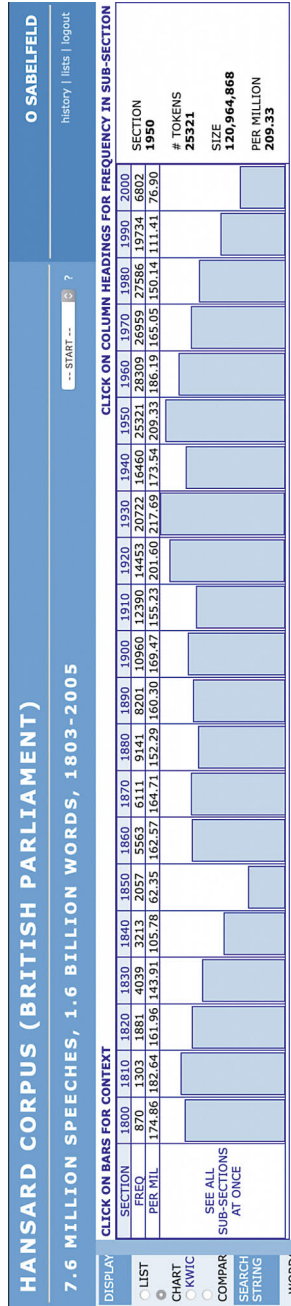 HANSARD CORPUS (BRITISH PARLIAMENT)
O SABELFELD
7.6 MILLION SPEECHES, 1.6 BILLION WORDS, 1803-2005
-- START --
?
history | lists | logout
DISPLAY
LIST
CHART
KWIC
COMPAR
SEARCH
STRING
CLICK ON BARS FOR CONTEXT
CLICK ON COLUMN HEADINGS FOR FREQUENCY IN SUB-SECTION
SECTION 1800 1810 1820 1830 1840 1850 1860 1870 1880 1890 1900 1910 1920 1930 1940 1950 1960 1970 1980 1990 2000
FREQ 870 1303 1881 4039 3213 2057 5563 6111 9141 8201 10960 12390 14453 20722 16460 25321 28309 26959 27586 19734 6802
PER MIL 174.86 182.64 161.96 143.91 105.78 62.35 162.57 164.71 152.29 160.30 169.47 155.23 201.60 217.69 173.54 209.33 186.19 165.05 150.14 111.41 76.90
SEE ALL
SUB-SECTIONS
AT ONCE
SECTION
1950
# TOKENS
25321
SIZE
120,964,868
PER MILLION
209.33